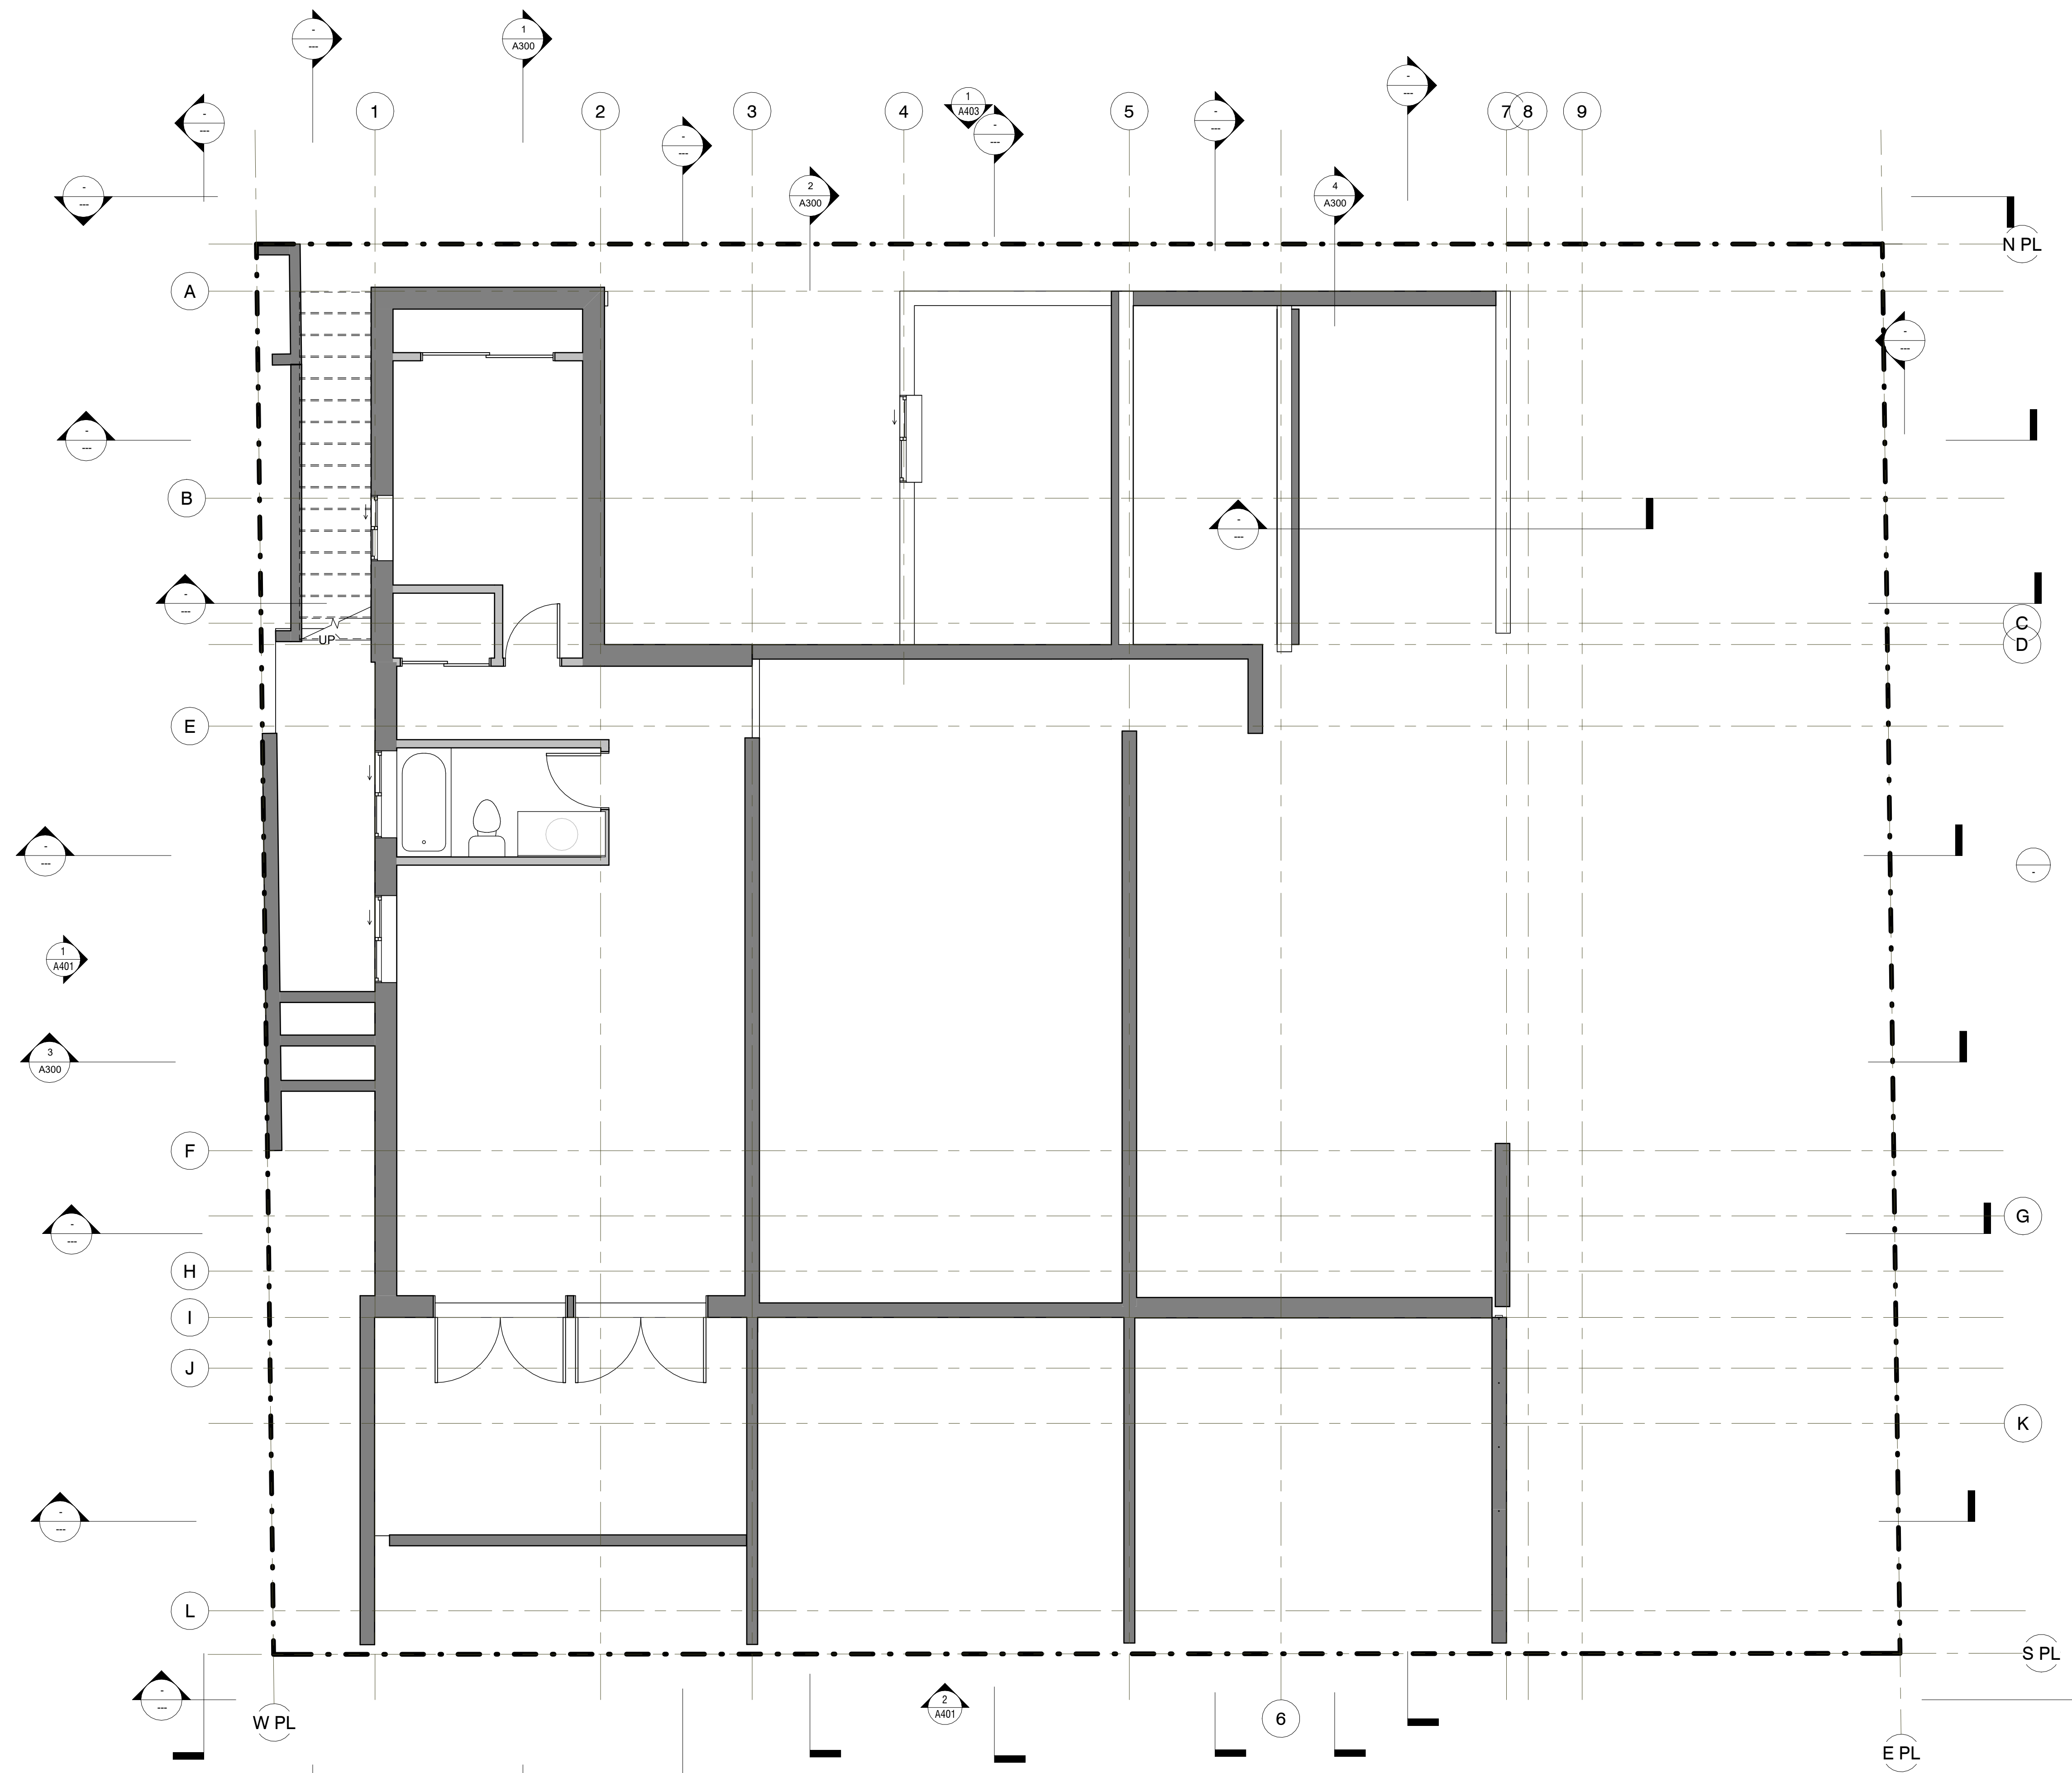 -
---
1
A300
-
---
1
2
3
4
1
A403
-
---
5
-
---
-
---
7
8
9
-
---
-
---
2
A300
4
A300
-
---
N PL
A
-
---
-
---
B
-
---
-
---
C
UP
D
E
-
---
-
1
A401
3
A300
F
G
-
---
H
I
J
K
-
---
L
S PL
-
---
2
A401
W PL
6
E PL